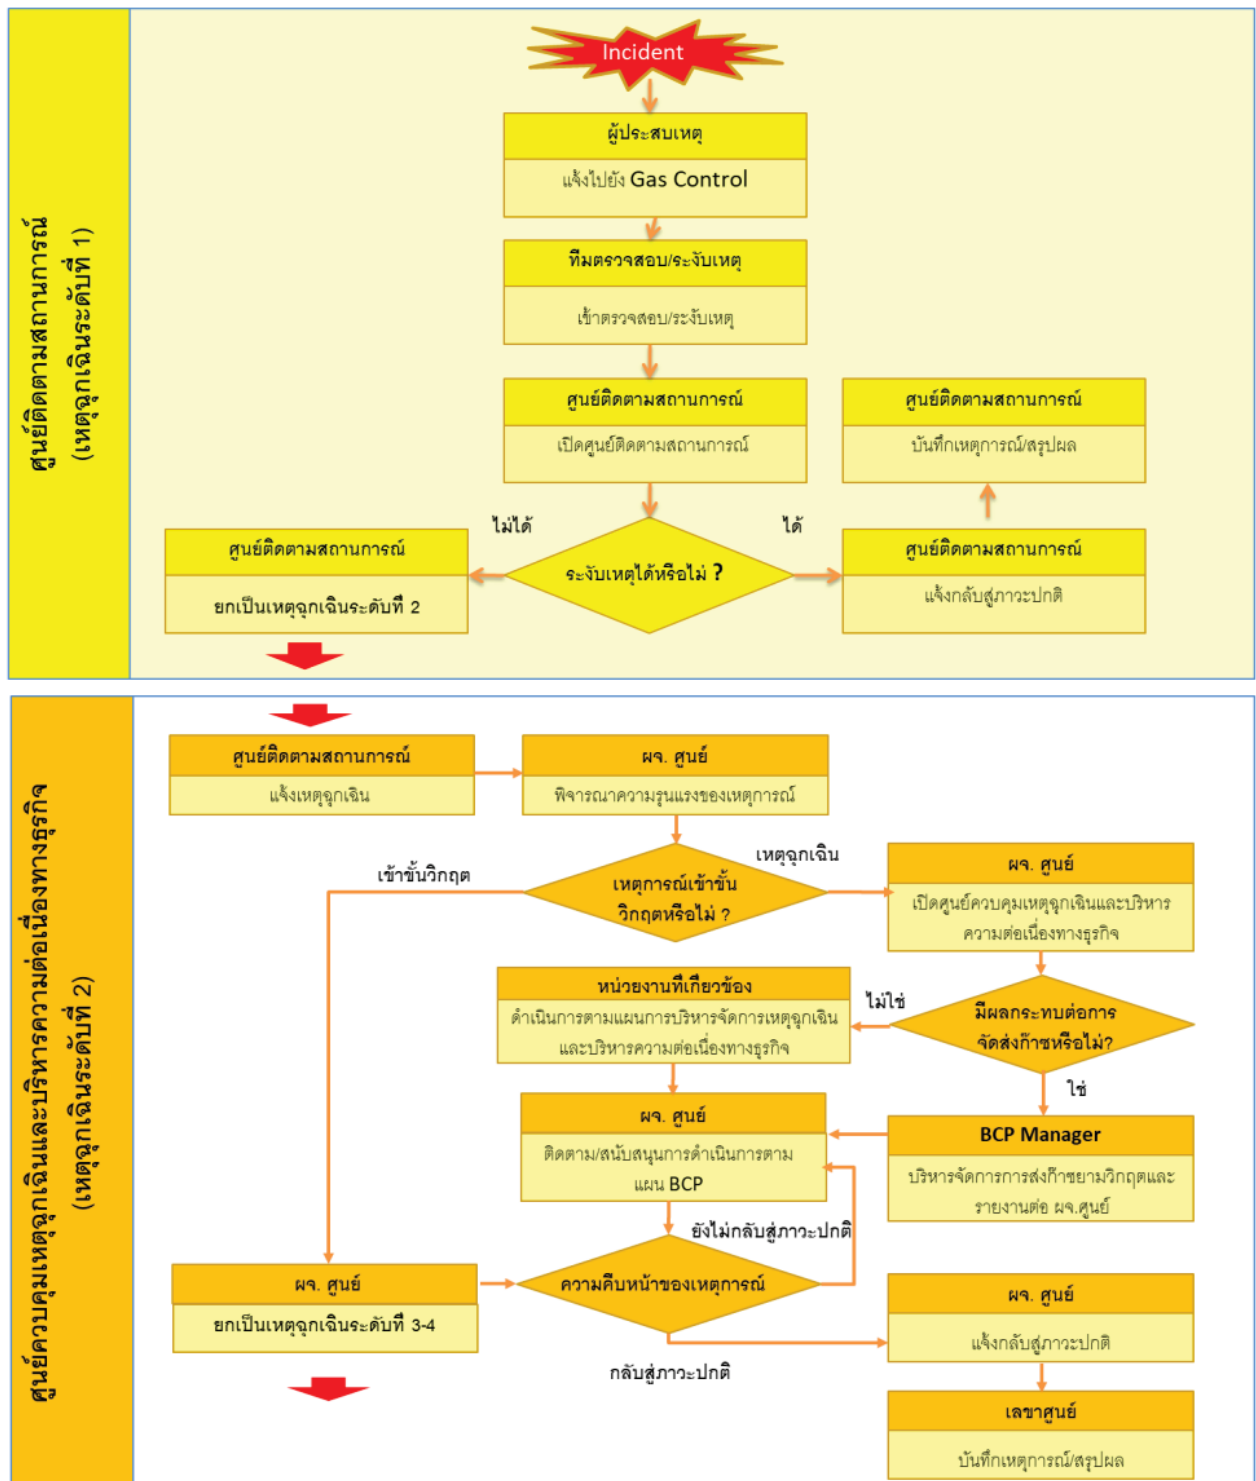 ศูนย์ติดตามสถานการณ์
(เหตุฉุกเฉินระดับที่ 1)
Incident
ผู้ประสบเหตุ
แจ้งไปยัง Gas Control
ทีมตรวจสอบ/ระงับเหตุ
เข้าตรวจสอบ/ระงับเหตุ
ศูนย์ติดตามสถานการณ์
เปิดศูนย์ติดตามสถานการณ์
ศูนย์ติดตามสถานการณ์
บันทึกเหตุการณ์/สรุปผล
ไม่ได้
ได้
ระงับเหตุได้หรือไม่ ?
ศูนย์ติดตามสถานการณ์
ยกเป็นเหตุฉุกเฉินระดับที่ 2
ศูนย์ติดตามสถานการณ์
แจ้งกลับสู่ภาวะปกติ
ศูนย์ควบคุมเหตุฉุกเฉินและบริหารความต่อเนื่องทางธุรกิจ
(เหตุฉุกเฉินระดับที่ 2)
ศูนย์ติดตามสถานการณ์
แจ้งเหตุฉุกเฉิน
ผจ. ศูนย์
พิจารณาความรุนแรงของเหตุการณ์
เข้าขั้นวิกฤต
เหตุฉุกเฉิน
เหตุการณ์เข้าขั้น
วิกฤตหรือไม่ ?
ผจ. ศูนย์
เปิดศูนย์ควบคุมเหตุฉุกเฉินและบริหาร
ความต่อเนื่องทางธุรกิจ
หน่วยงานที่เกี่ยวข้อง
ดำเนินการตามแผนการบริหารจัดการเหตุฉุกเฉิน
และบริหารความต่อเนื่องทางธุรกิจ
ไม่ใช่
มีผลกระทบต่อการ
จัดส่งก๊าซหรือไม่?
ใช่
ผจ. ศูนย์
ติดตาม/สนับสนุนการดำเนินการตาม
แผน BCP
BCP Manager
บริหารจัดการการส่งก๊าซยามวิกฤตและ
รายงานต่อ ผจ.ศูนย์
ยังไม่กลับสู่ภาวะปกติ
ผจ. ศูนย์
ยกเป็นเหตุฉุกเฉินระดับที่ 3-4
ความคืบหน้าของเหตุการณ์
กลับสู่ภาวะปกติ
ผจ. ศูนย์
แจ้งกลับสู่ภาวะปกติ
เลขาศูนย์
บันทึกเหตุการณ์/สรุปผล